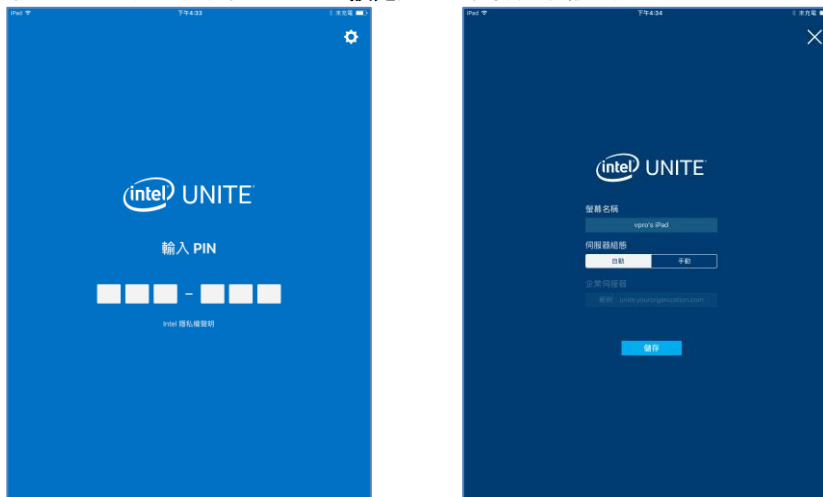 iPad
下午4:33
未充電
intel UNITE
輸入 PIN
Intel 隱私權聲明
iPad
下午4:34
未充電
intel UNITE
螢幕名稱
vpro's iPad
伺服器組態
自動
手動
企業伺服器
範例：unite.yourorganization.com
儲存